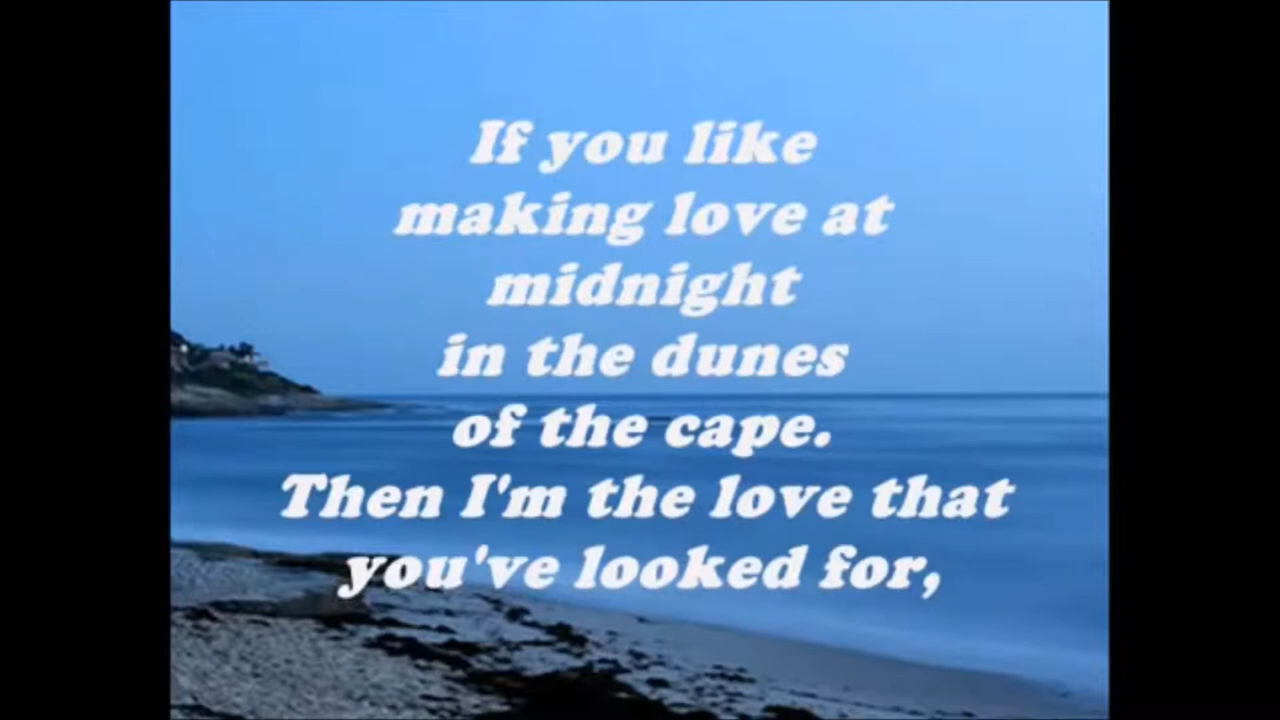 If you like
making love at
midnight
in the dunes
of the cape.
Then I'm the love that
you've looked for,